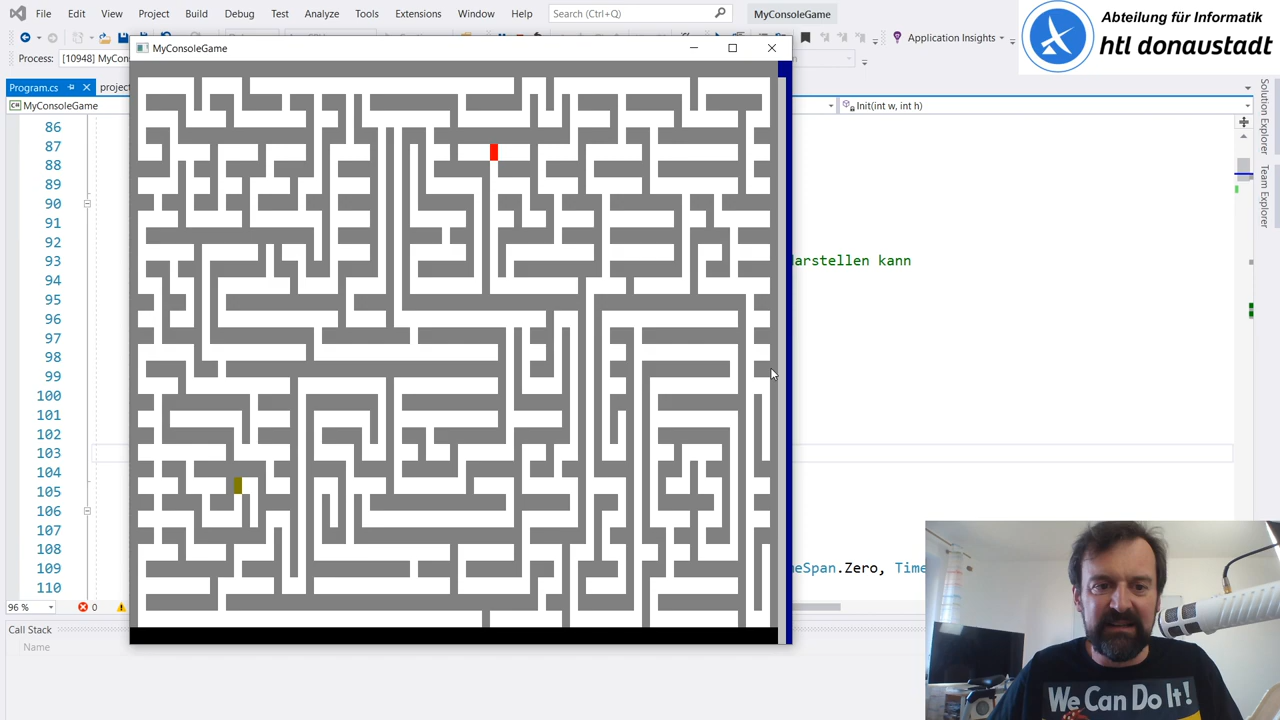 File Edit View Project Build Debug Test Analyze Tools Extensions Window Help Search (Ctrl+Q) MyConsoleGame
Abteilung für Informatik
htl donaustadt
Process: [10948] MyCon
MyConsoleGame
Application Insights
Program.cs
project
MyConsoleGame
Init(int w, int h)
Solution Explorer
Team Explorer
86
87
88
89
90
91
92
93 darstellen kann
94
95
96
97
98
99
100
101
102
103
104
105
106
107
108
109 meSpan.Zero, Time
110
96 %
0
Call Stack
Name
We Can Do It!